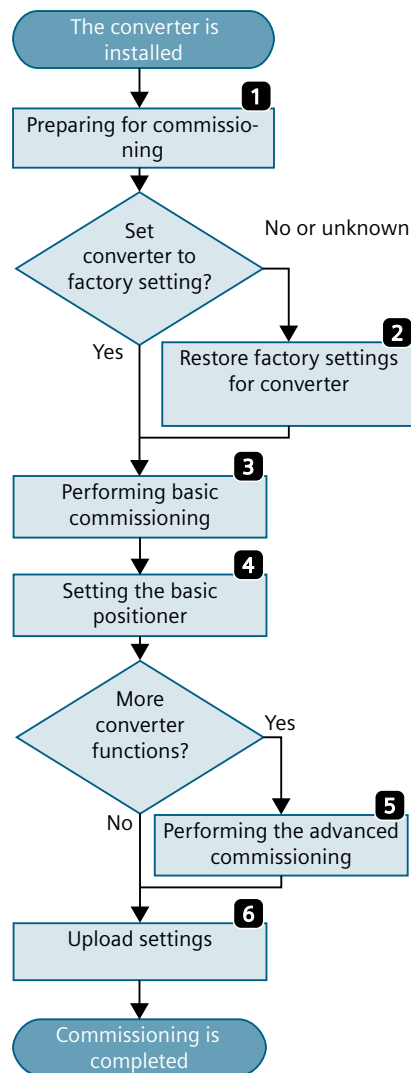 The converter is
installed
1
Preparing for commissio-
ning
Set
converter to
factory setting?
No or unknown
Yes
2
Restore factory settings
for converter
3
Performing basic
commissioning
4
Setting the basic
positioner
More
converter
functions?
Yes
No
5
Performing the advanced
commissioning
6
Upload settings
Commissioning is
completed